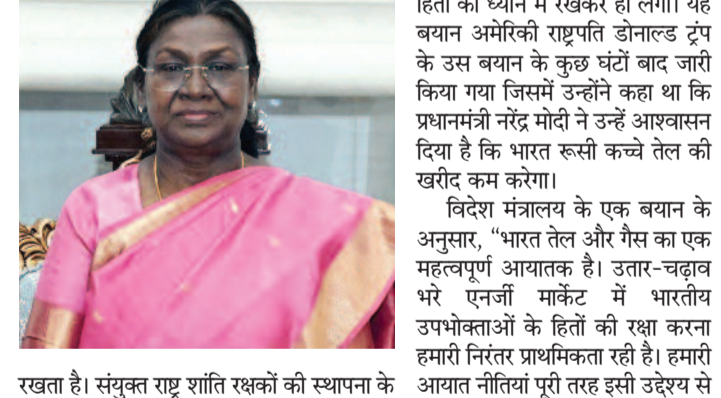 रखता है। संयुक्त राष्ट्र शांति रक्षकों की स्थापना के
हितों को ध्यान में रखकर ही लेगा। यह
बयान अमेरिकी राष्ट्रपति डोनाल्ड ट्रंप
के उस बयान के कुछ घंटों बाद जारी
किया गया जिसमें उन्होंने कहा था कि
प्रधानमंत्री नरेंद्र मोदी ने उन्हें आश्वासन
दिया है कि भारत रूसी कच्चे तेल की
खरीद कम करेगा।
विदेश मंत्रालय के एक बयान के
अनुसार, “भारत तेल और गैस का एक
महत्वपूर्ण आयातक है। उतार-चढ़ाव
भरे एनर्जी मार्केट में भारतीय
उपभोक्ताओं के हितों की रक्षा करना
हमारी निरंतर प्राथमिकता रही है। हमारी
आयात नीतियां पूरी तरह इसी उद्देश्य से